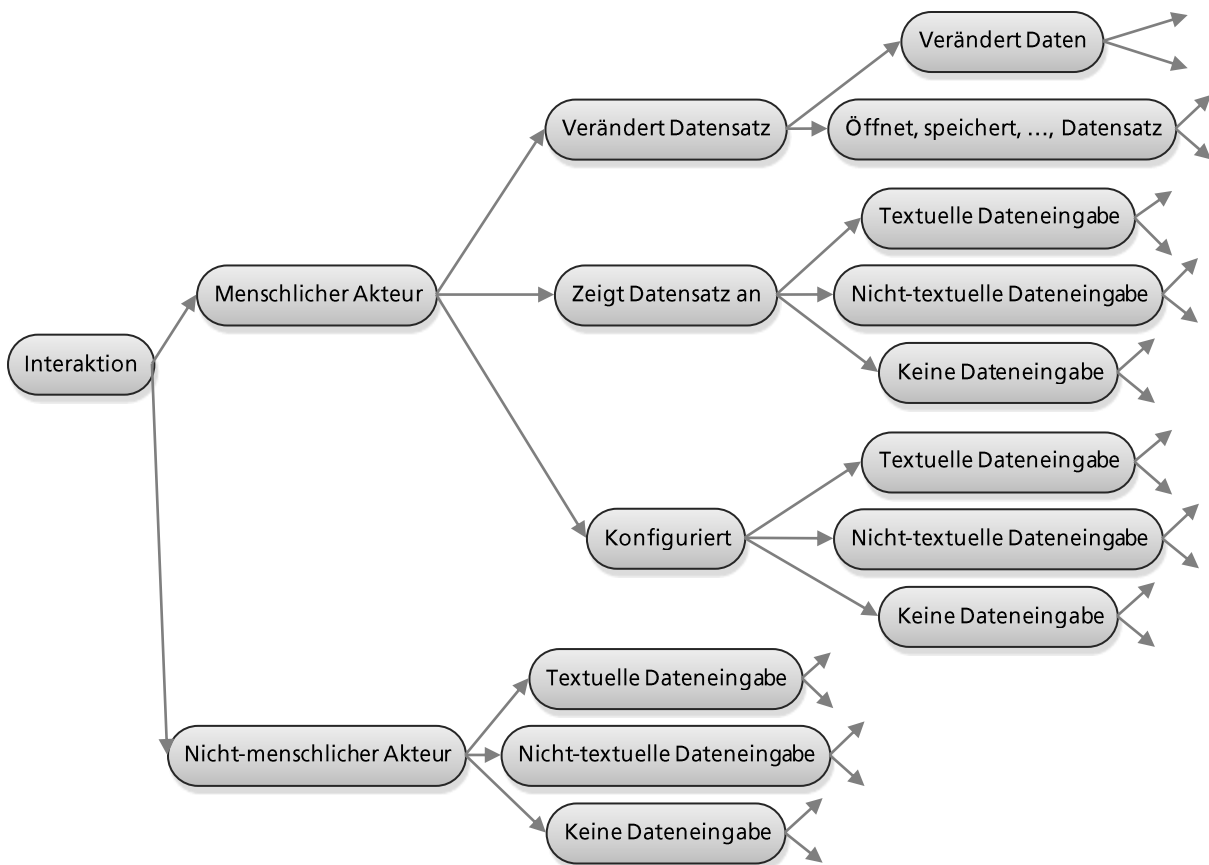 Verändert Daten
Verändert Datensatz
Öffnet, speichert, ..., Datensatz
Textuelle Dateneingabe
Menschlicher Akteur
Zeigt Datensatz an
Nicht-textuelle Dateneingabe
Interaktion
Keine Dateneingabe
Textuelle Dateneingabe
Konfiguriert
Nicht-textuelle Dateneingabe
Keine Dateneingabe
Textuelle Dateneingabe
Nicht-menschlicher Akteur
Nicht-textuelle Dateneingabe
Keine Dateneingabe